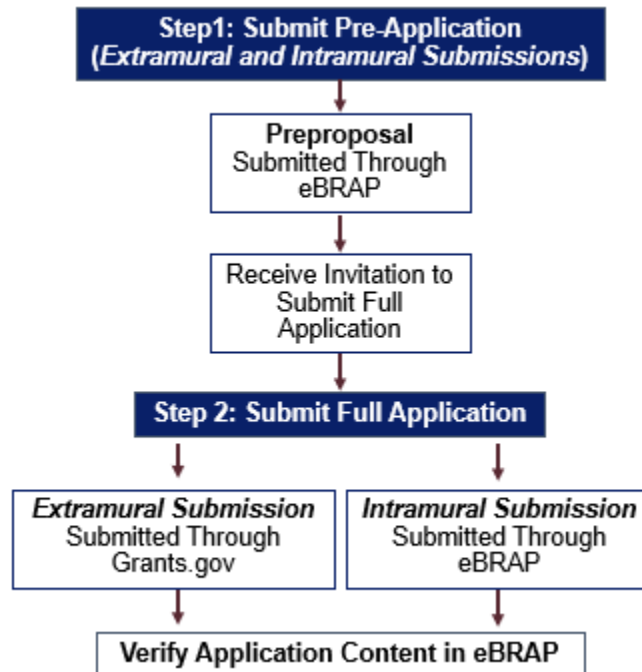 Step1: Submit Pre-Application
(Extramural and Intramural Submissions)
Preproposal
Submitted Through
eBRAP
Receive Invitation to
Submit Full
Application
Step 2: Submit Full Application
Extramural Submission
Submitted Through
Grants.gov
Intramural Submission
Submitted Through
eBRAP
Verify Application Content in eBRAP